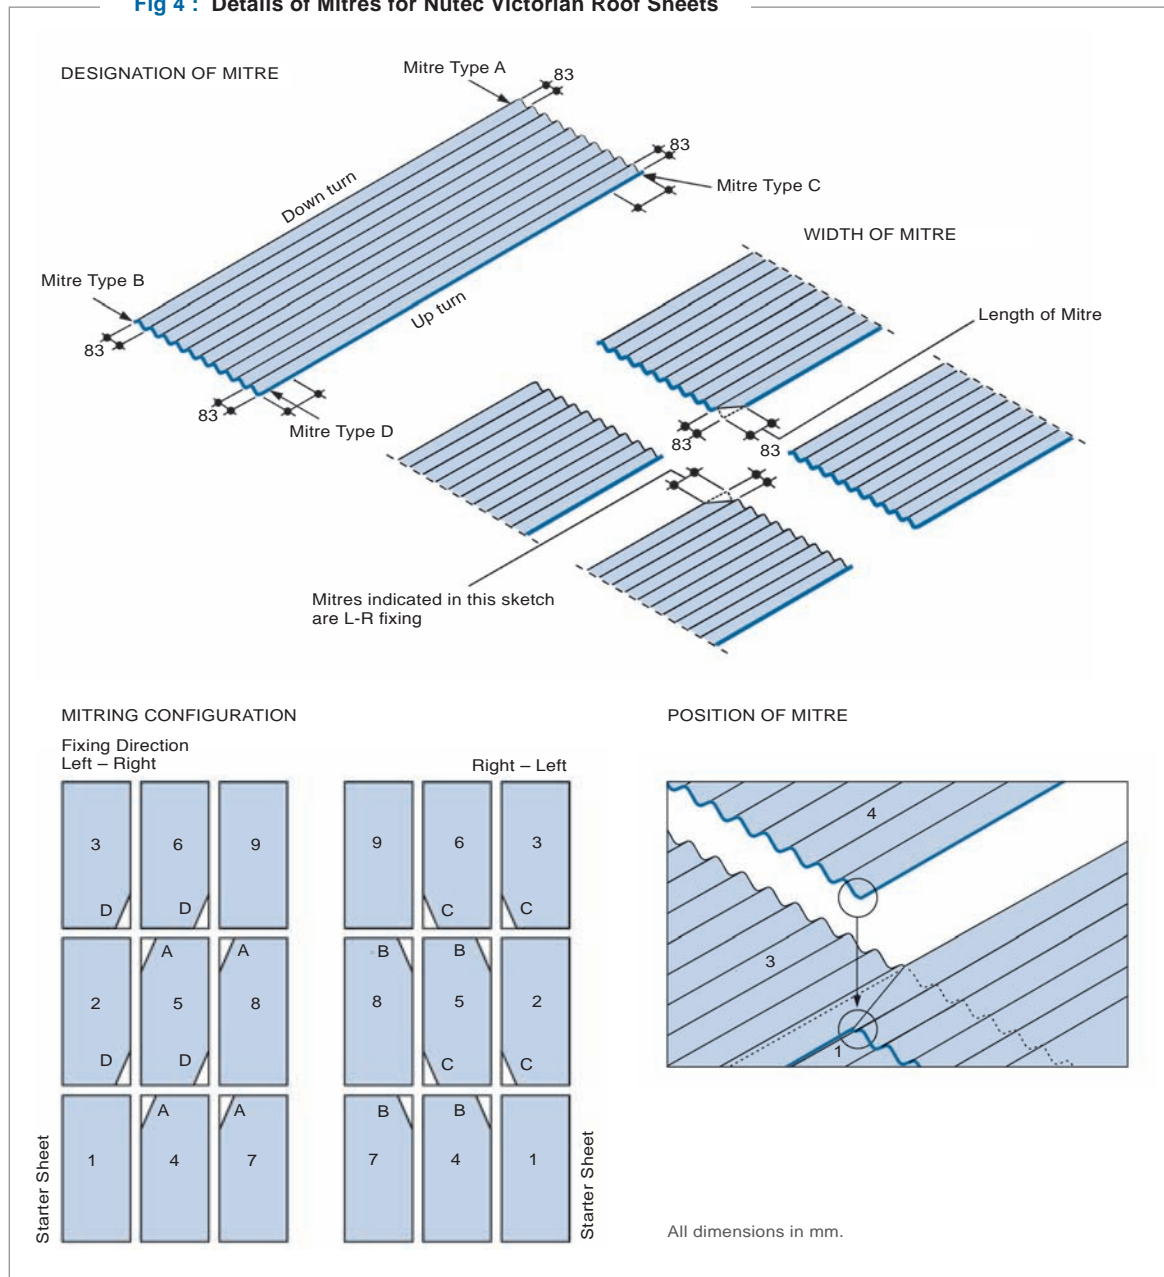 Fig 4 : Details of Mitres for Nutec Victorian Roof Sheets
DESIGNATION OF MITRE
Mitre Type A
83
83
Mitre Type C
Down turn
WIDTH OF MITRE
Mitre Type B
Up turn
Length of Mitre
83
83
Mitre Type D
83
83
Mitres indicated in this sketch
are L-R fixing
MITRING CONFIGURATION
Fixing Direction
Left – Right
Right – Left
3 6 9
D D
2 5 8
A A
D D
1 4 7
A A
Starter Sheet
9 6 3
C C
8 5 2
B B
C C
7 4 1
B B
Starter Sheet
POSITION OF MITRE
4
3
1
All dimensions in mm.